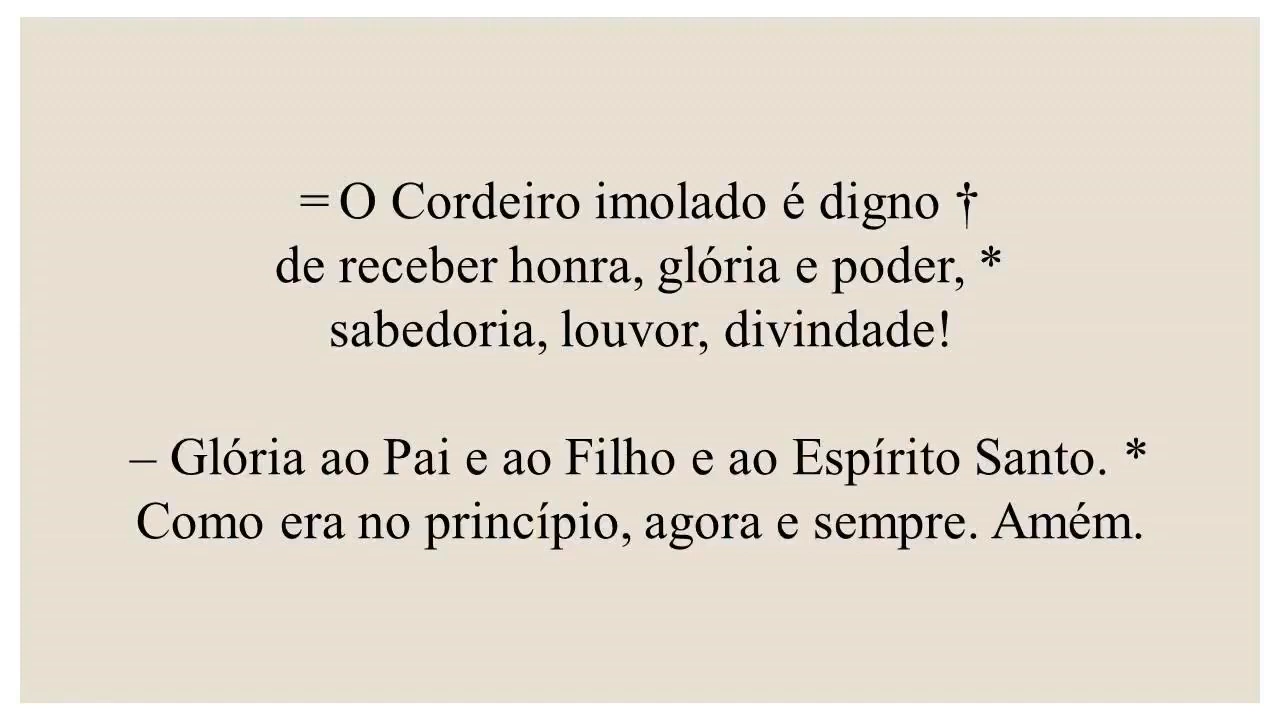 = O Cordeiro imolado é digno †
de receber honra, glória e poder, *
sabedoria, louvor, divindade!
– Glória ao Pai e ao Filho e ao Espírito Santo. *
Como era no princípio, agora e sempre. Amém.